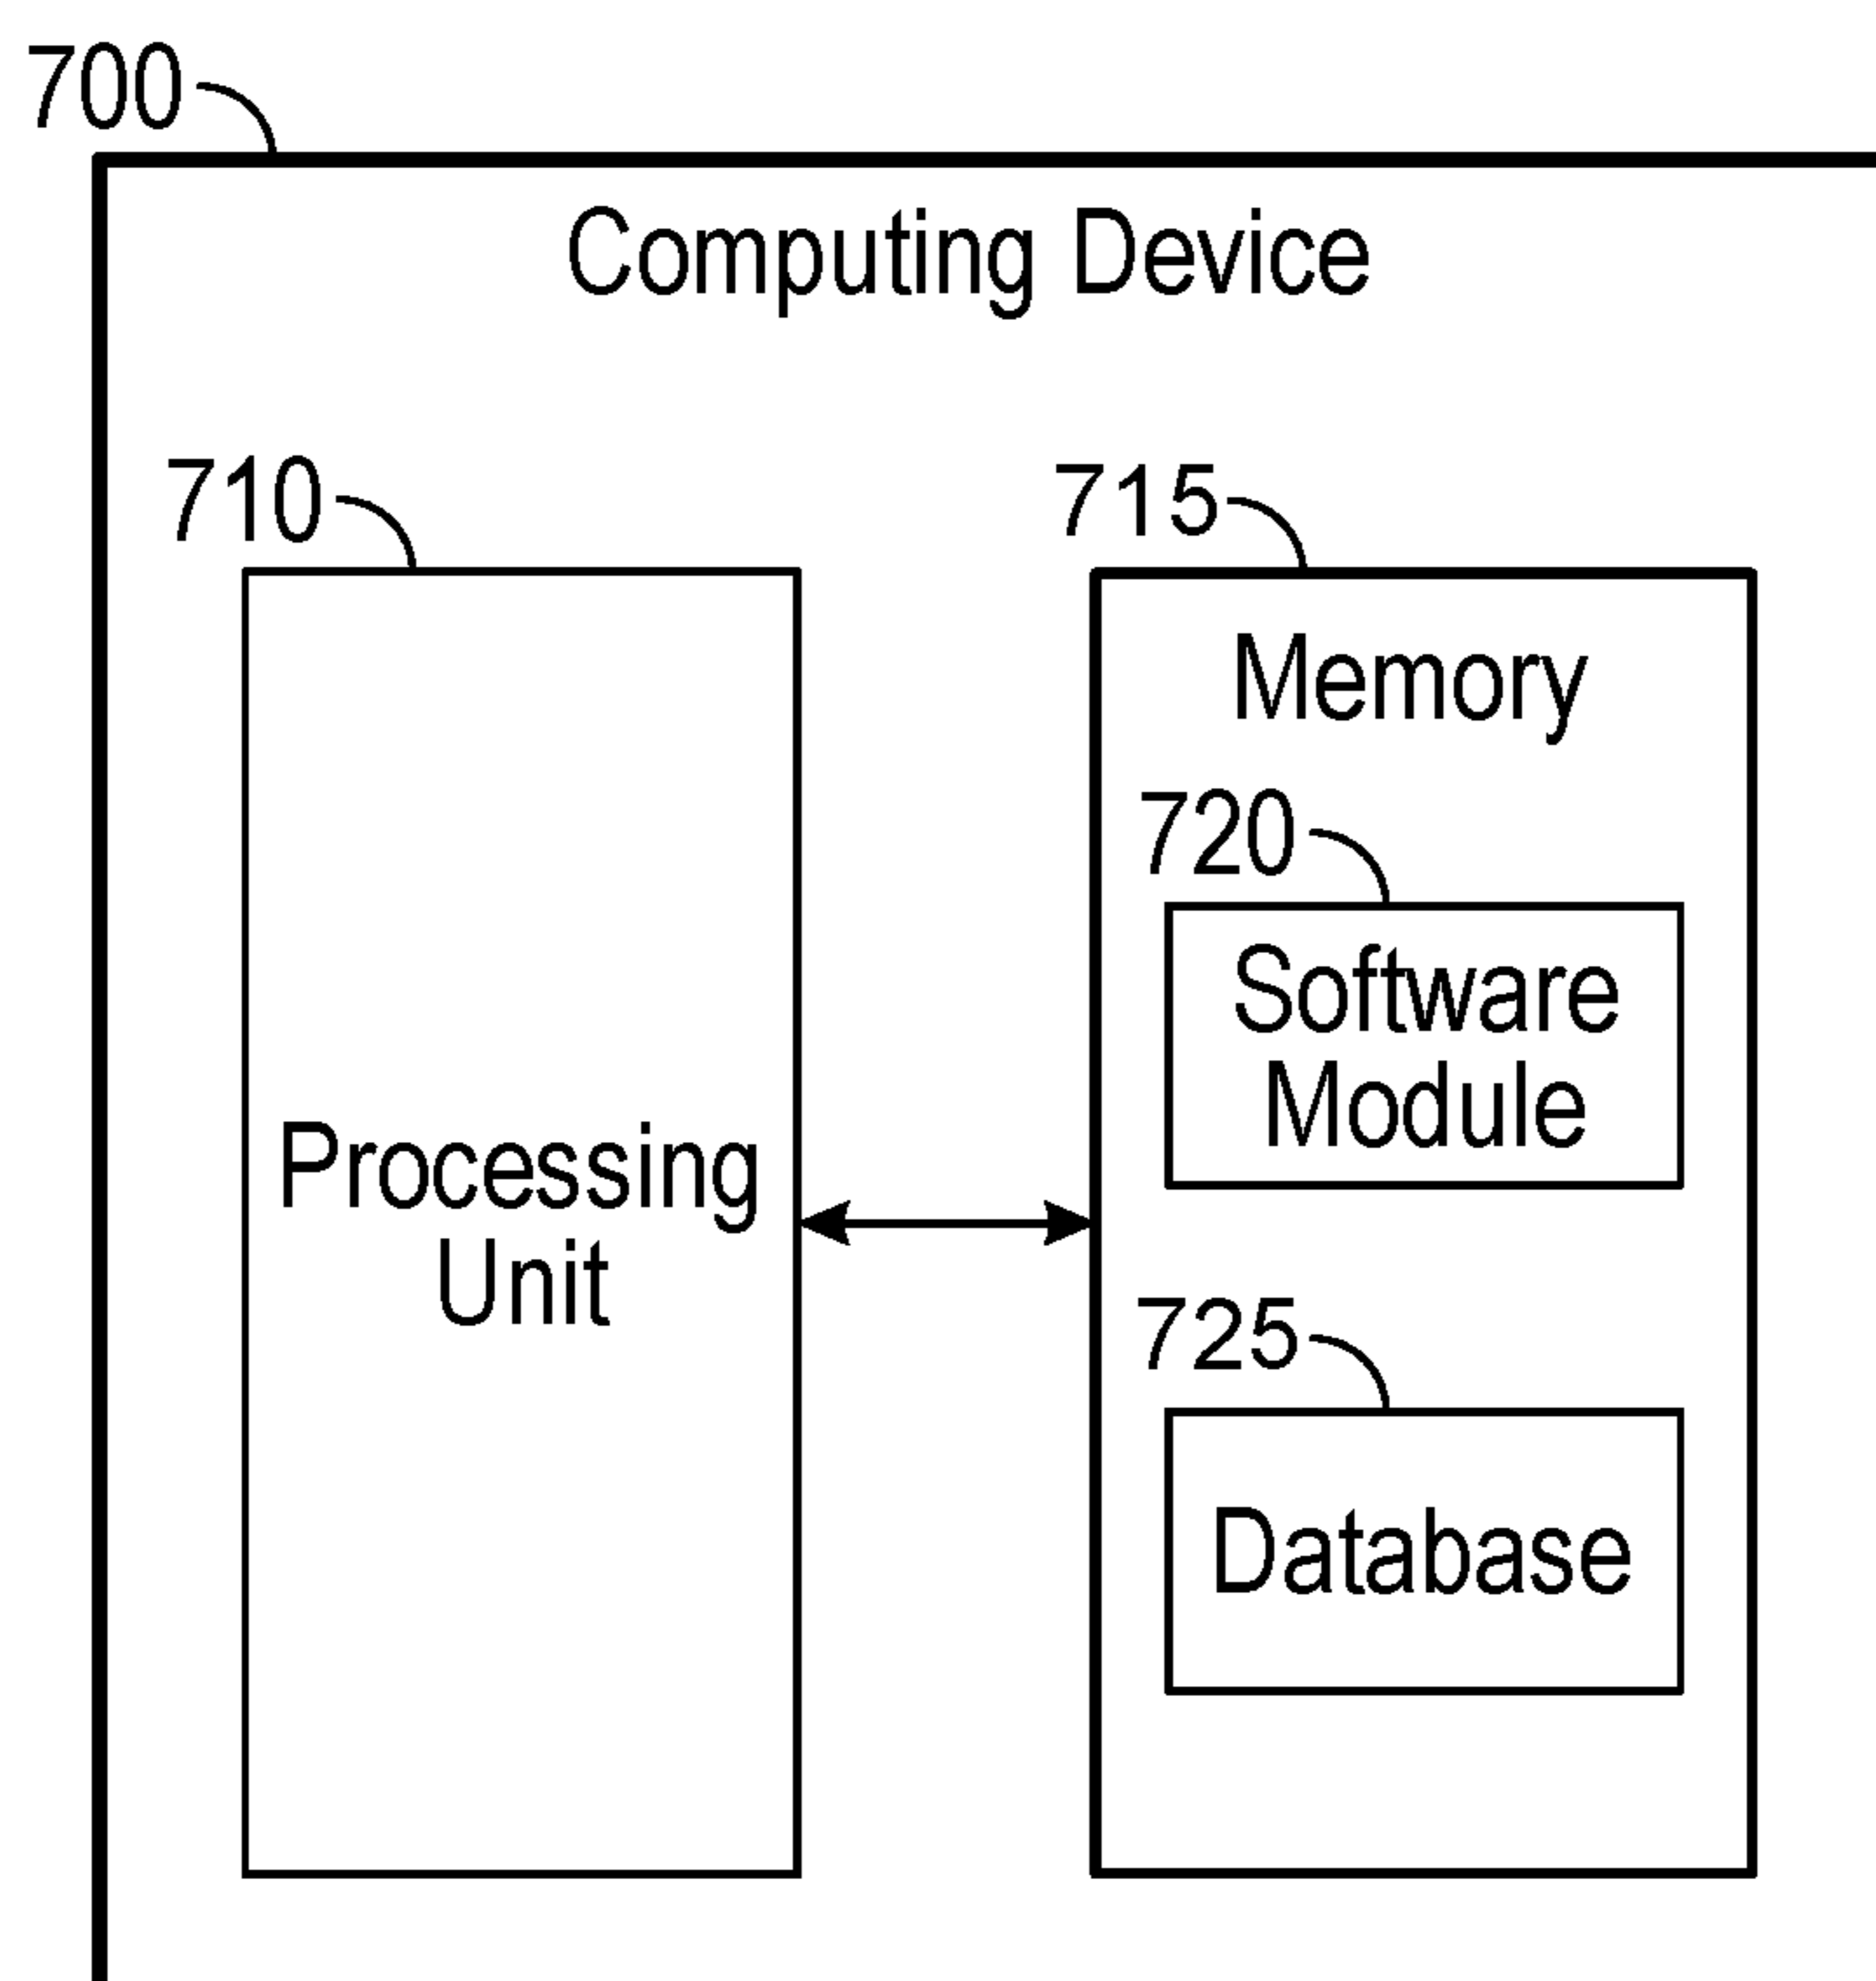 700
Computing Device
710
715
Memory
720
Software
Module
Processing
Unit
725
Database